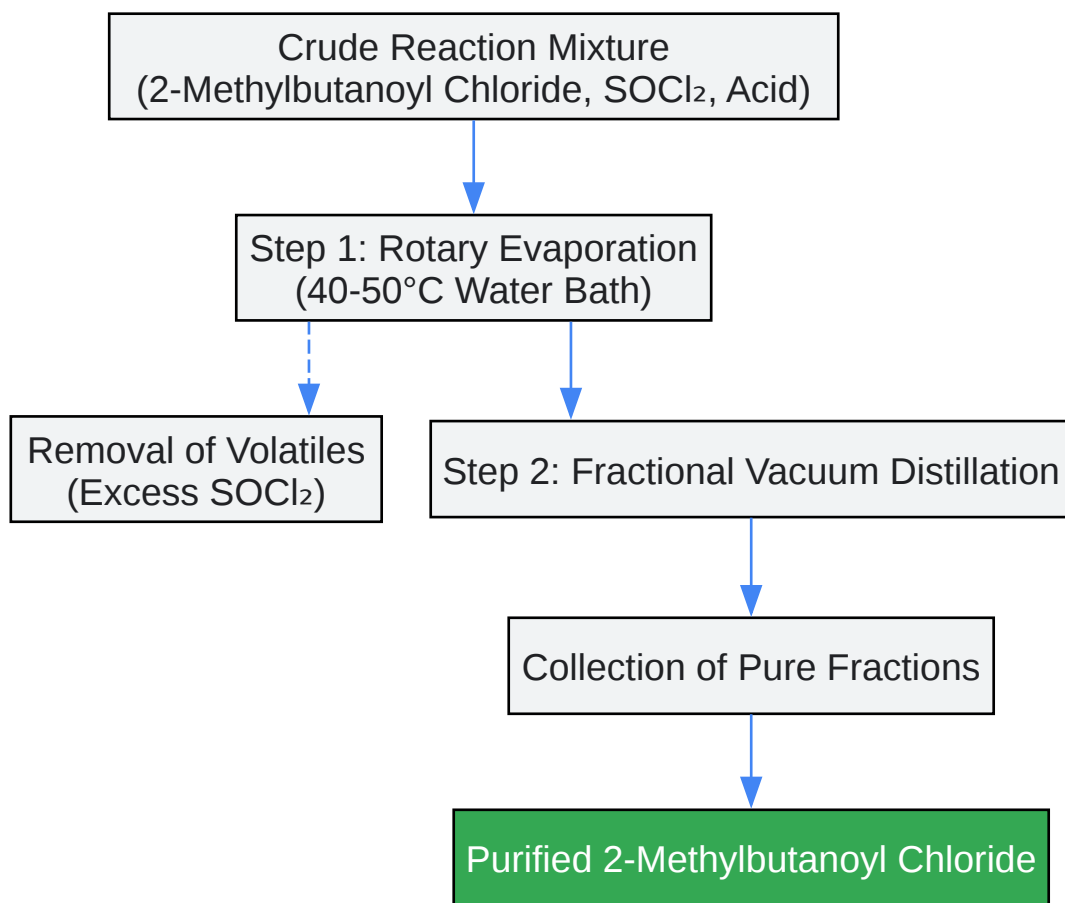 Crude Reaction Mixture
(2-Methylbutanoyl Chloride, SOCl₂, Acid)
Step 1: Rotary Evaporation
(40-50°C Water Bath)
Removal of Volatiles
(Excess SOCl₂)
Step 2: Fractional Vacuum Distillation
Collection of Pure Fractions
Purified 2-Methylbutanoyl Chloride